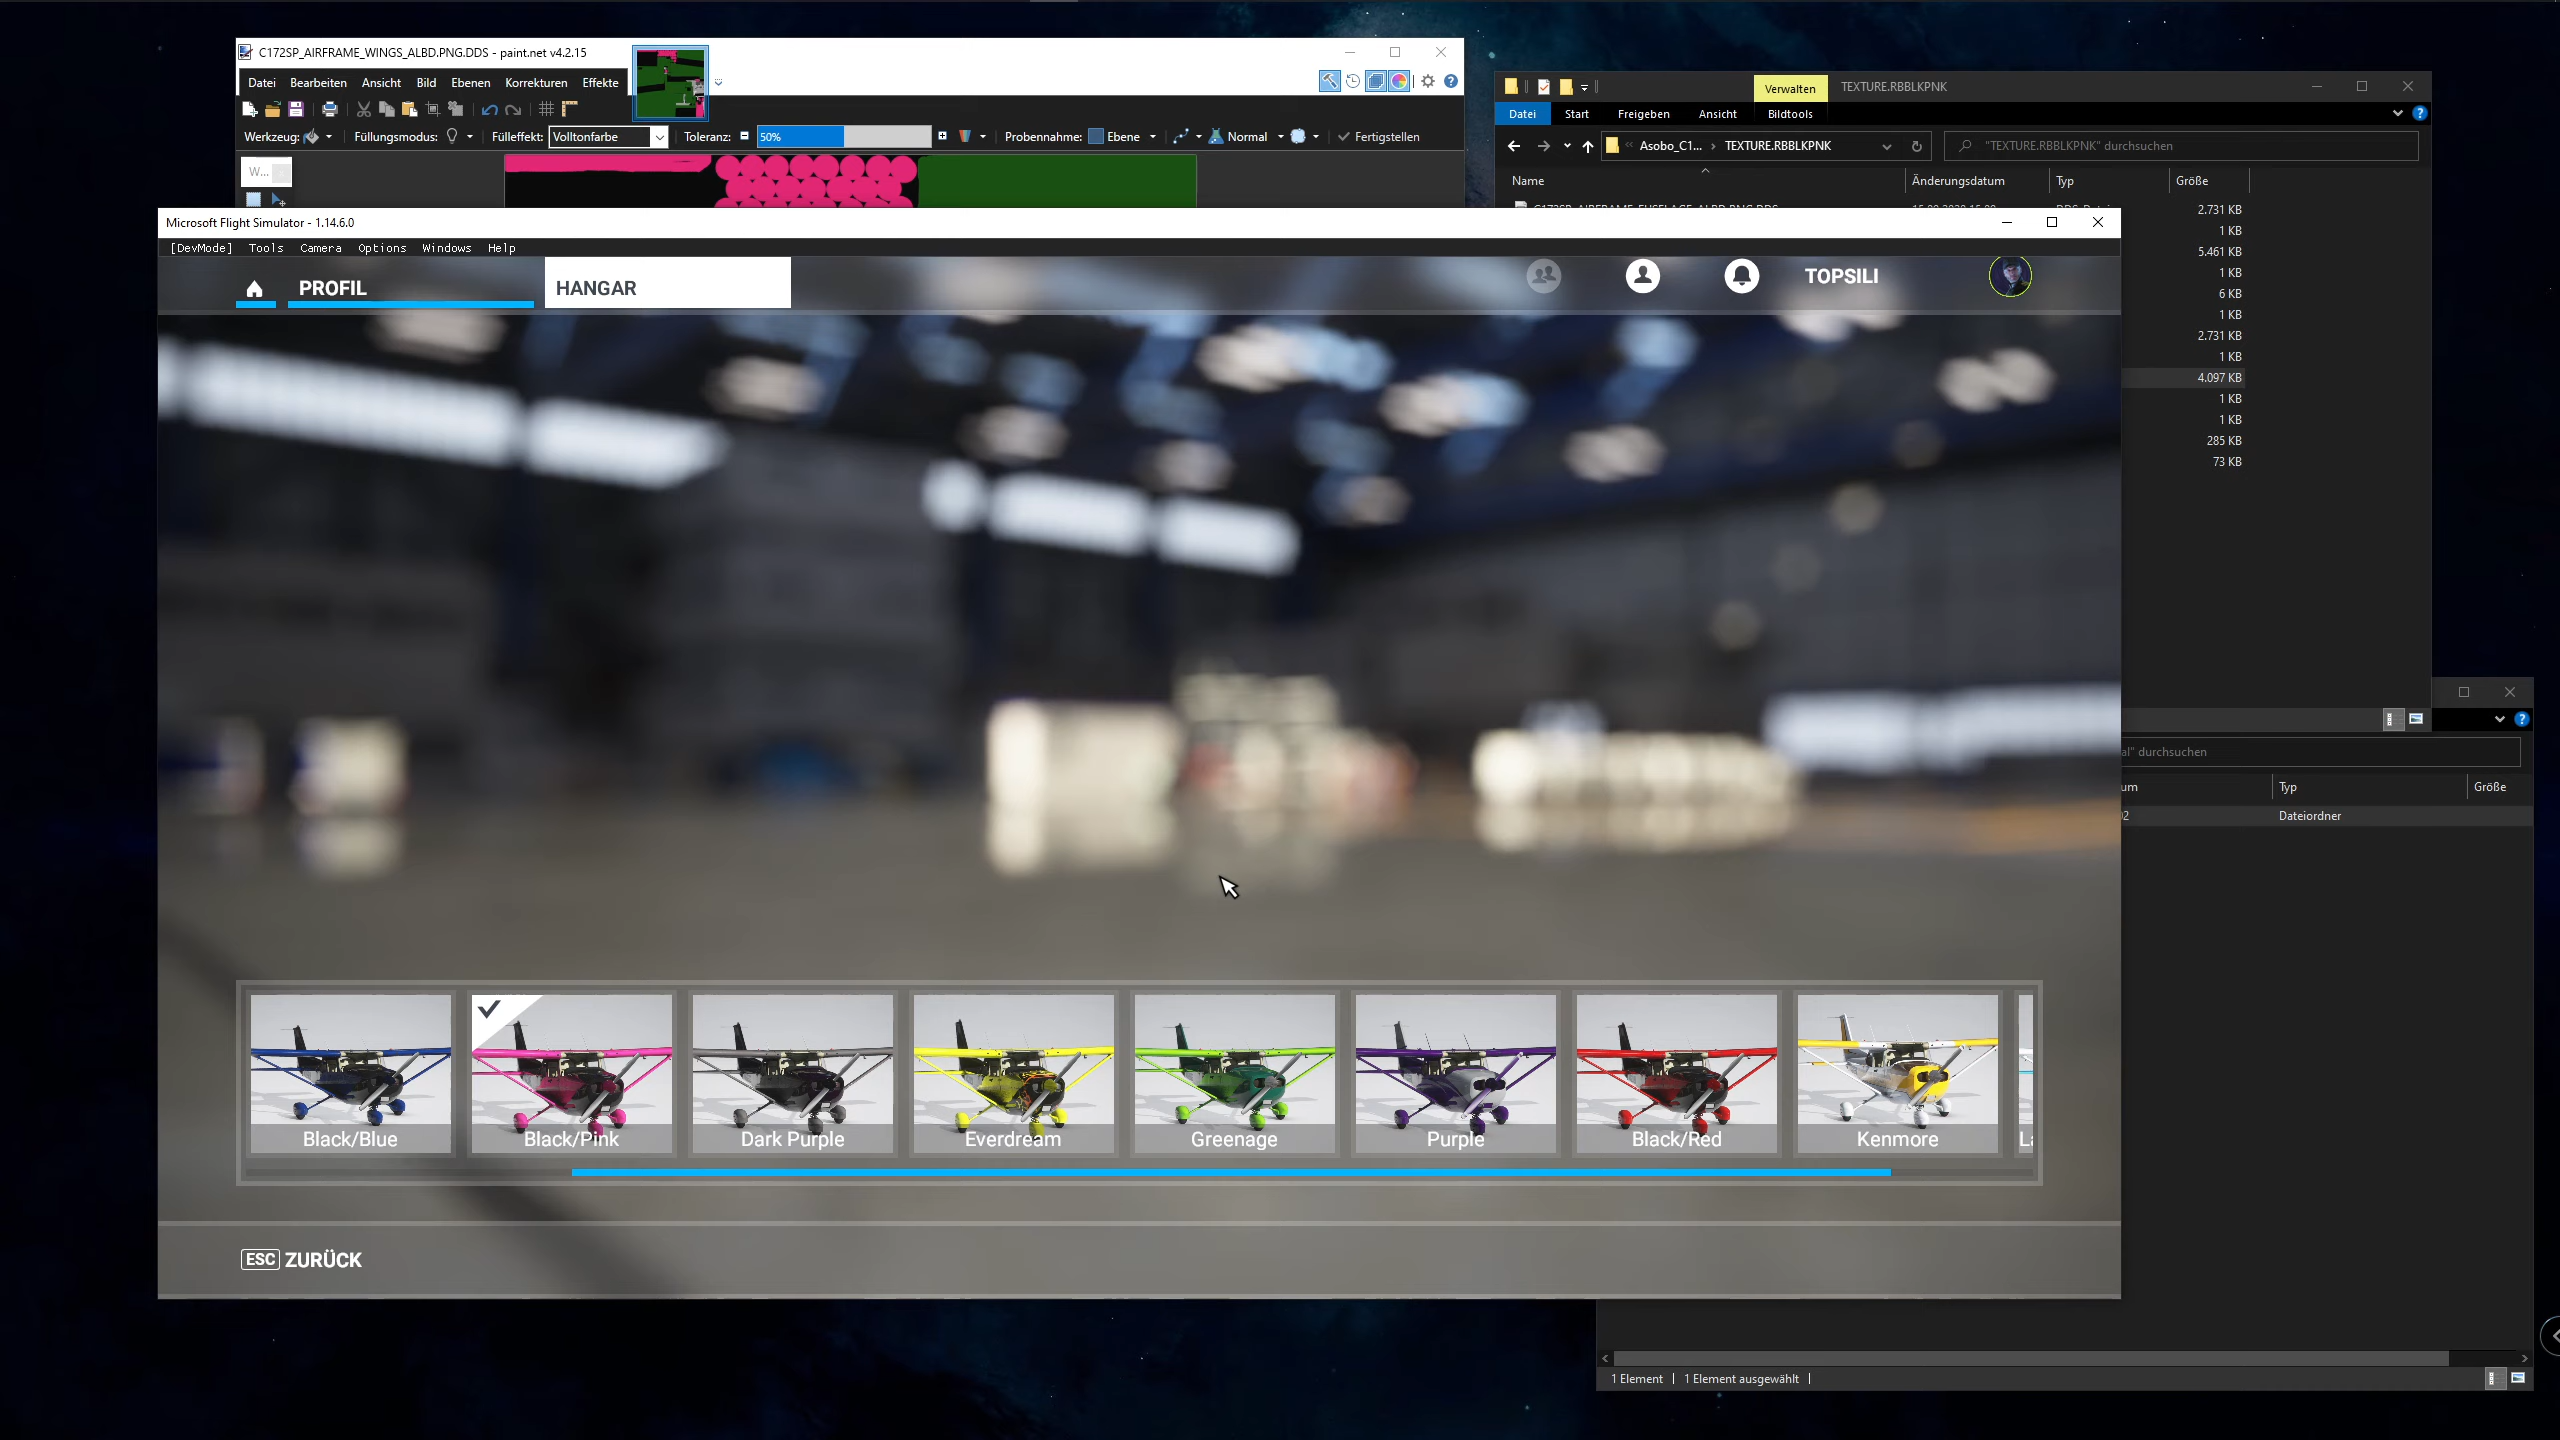 C172SP_AIRFRAME_WINGS_ALBD.PNG.DDS - paint.net v4.2.15
Datei Bearbeiten Ansicht Bild Ebenen Korrekturen Effekte
Werkzeug: Füllungsmodus: Fülleffekt: Volltonfarbe Toleranz: 50% Probennahme: Ebene Normal Fertigstellen
W...
Verwalten TEXTURE.RBBLKPNK
Datei Start Freigeben Ansicht Bildtools
Asobo_C1... › TEXTURE.RBBLKPNK "TEXTURE.RBBLKPNK" durchsuchen
Name Änderungsdatum Typ Größe
2.731 KB
1 KB
5.461 KB
1 KB
6 KB
1 KB
2.731 KB
1 KB
4.097 KB
1 KB
1 KB
285 KB
73 KB
Microsoft Flight Simulator - 1.14.6.0
[DevMode] Tools Camera Options Windows Help
PROFIL HANGAR TOPSILI
al" durchsuchen
um Typ Größe
02 Dateiordner
Black/Blue Black/Pink Dark Purple Everdream Greenage Purple Black/Red Kenmore
ESC ZURÜCK
1 Element 1 Element ausgewählt